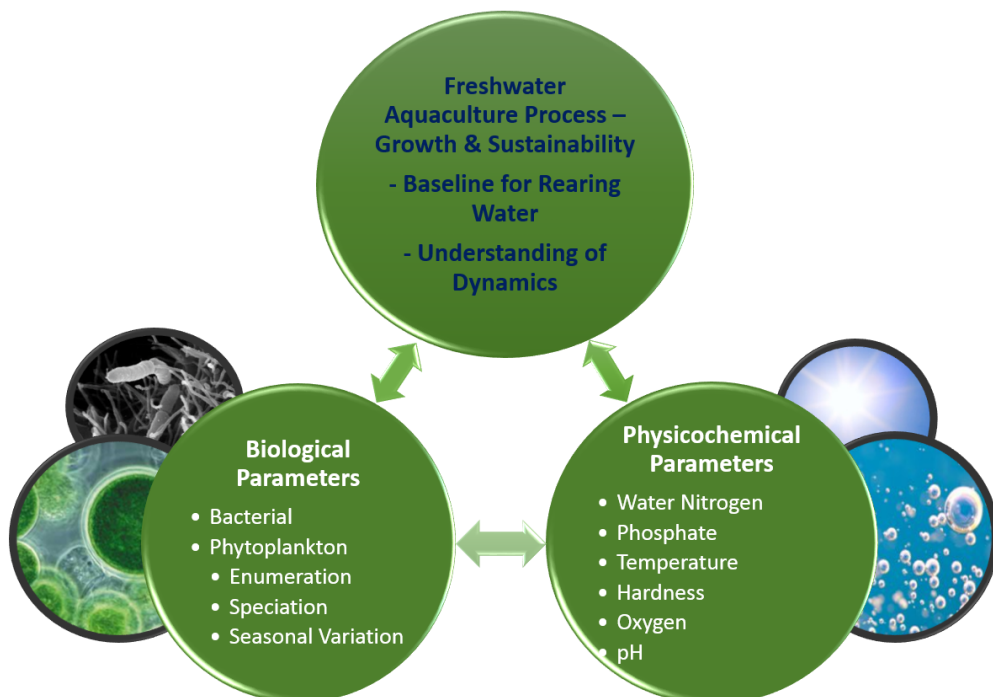 Freshwater
Aquaculture Process –
Growth & Sustainability
- Baseline for Rearing
Water
- Understanding of
Dynamics
Biological
Parameters
• Bacterial
• Phytoplankton
• Enumeration
• Speciation
• Seasonal Variation
Physicochemical
Parameters
• Water Nitrogen
• Phosphate
• Temperature
• Hardness
• Oxygen
• pH